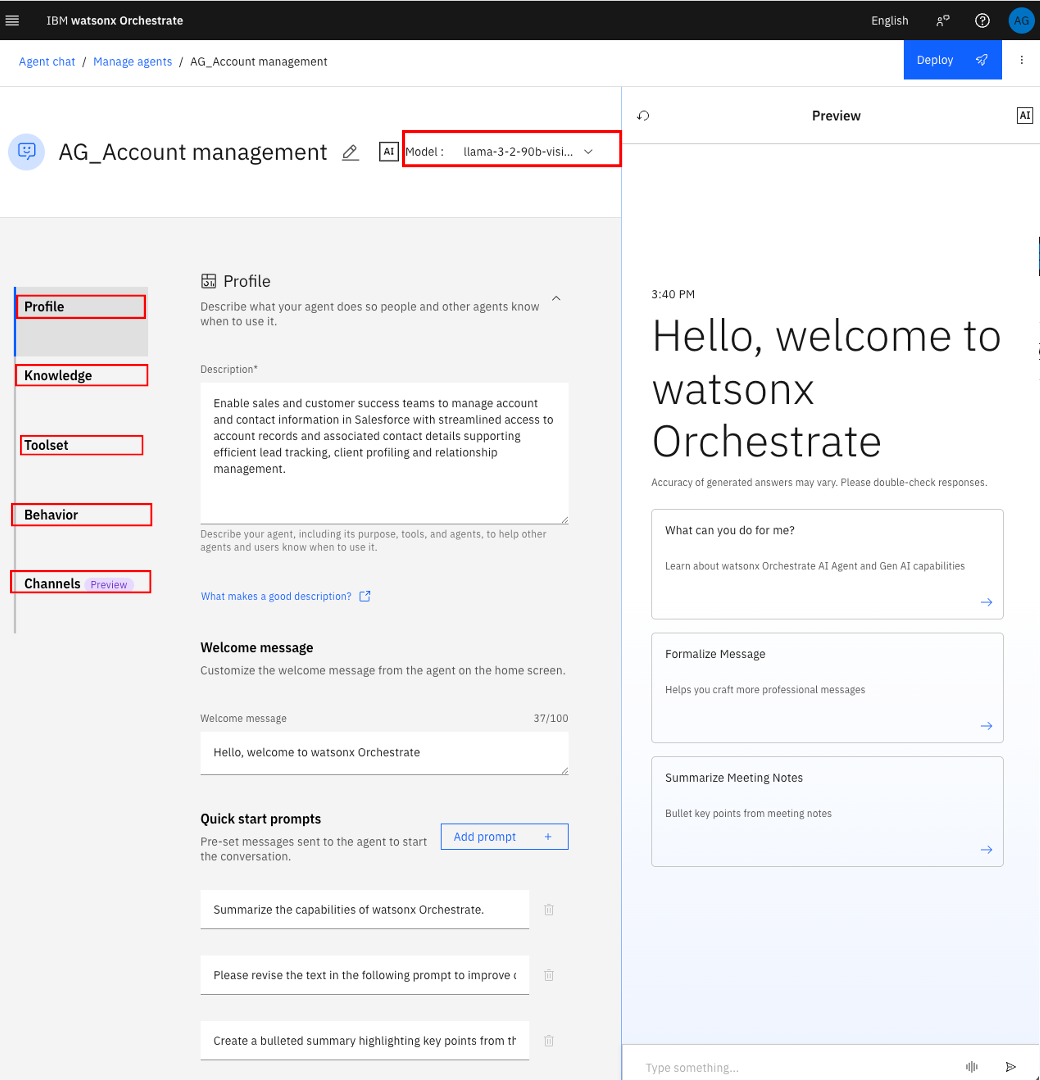 IBM watsonx Orchestrate
English
AG
Agent chat / Manage agents / AG_Account management
Deploy
AG_Account management
AI
Model : llama-3-2-90b-visi...
Profile
Knowledge
Toolset
Behavior
Channels Preview
Profile
Describe what your agent does so people and other agents know
when to use it.
Description*
Enable sales and customer success teams to manage account
and contact information in Salesforce with streamlined access to
account records and associated contact details supporting
efficient lead tracking, client profiling and relationship
management.
Describe your agent, including its purpose, tools, and agents, to help other
agents and users know when to use it.
What makes a good description?
Welcome message
Customize the welcome message from the agent on the home screen.
Welcome message 37/100
Hello, welcome to watsonx Orchestrate
Quick start prompts
Pre-set messages sent to the agent to start
the conversation.
Add prompt +
Summarize the capabilities of watsonx Orchestrate.
Please revise the text in the following prompt to improve
Create a bulleted summary highlighting key points from
Preview
AI
3:40 PM
Hello, welcome to
watsonx
Orchestrate
Accuracy of generated answers may vary. Please double-check responses.
What can you do for me?
Learn about watsonx Orchestrate AI Agent and Gen AI capabilities
Formalize Message
Helps you craft more professional messages
Summarize Meeting Notes
Bullet key points from meeting notes
Type something...